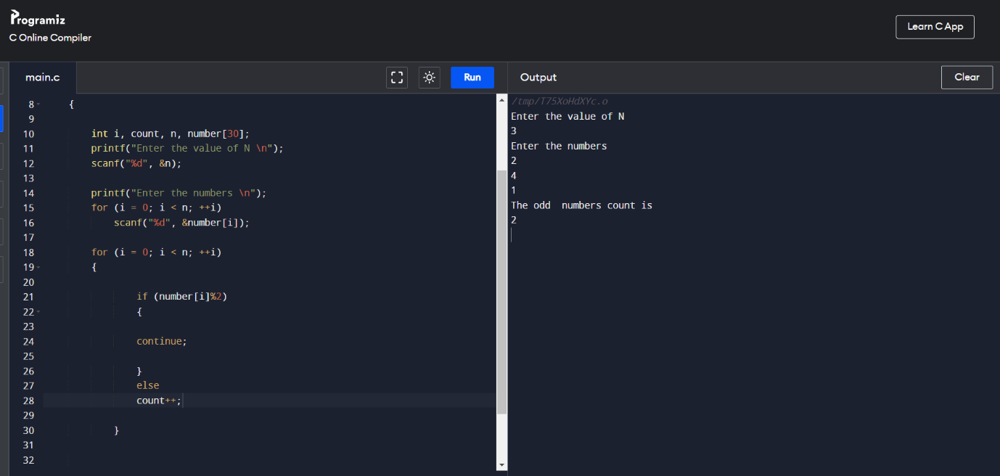 Programiz
C Online Compiler
Learn C App
main.c
Run
8 {
9
10 int i, count, n, number[30];
11 printf("Enter the value of N \n");
12 scanf("%d", &n);
13
14 printf("Enter the numbers \n");
15 for (i = 0; i < n; ++i)
16 scanf("%d", &number[i]);
17
18 for (i = 0; i < n; ++i)
19 {
20
21 if (number[i]%2)
22 {
23
24 continue;
25
26 }
27 else
28 count++;
29
30 }
31
32
Output
Clear
/tmp/T75XoHdXYc.o
Enter the value of N
3
Enter the numbers
2
4
1
The odd  numbers count is
2